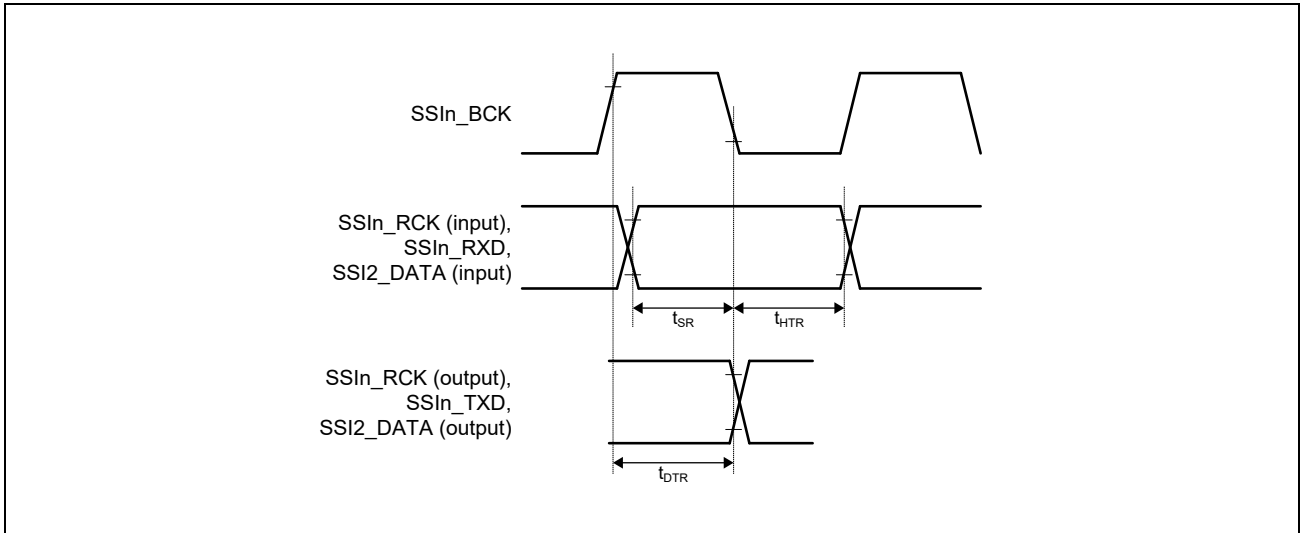 SSIn_BCK
SSIn_RCK (input),
SSIn_RXD,
SSI2_DATA (input)
tSR
tHTR
SSIn_RCK (output),
SSIn_TXD,
SSI2_DATA (output)
tDTR